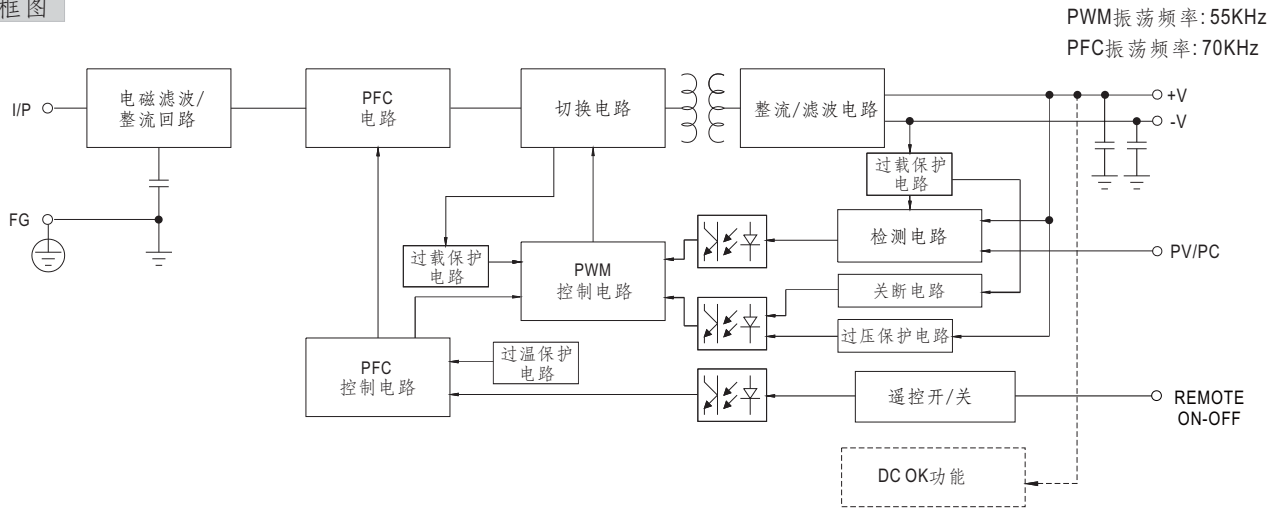 框图
PWM振荡频率: 55KHz
PFC振荡频率: 70KHz
I/P
电磁滤波/
整流回路
PFC
电路
切换电路
整流/滤波电路
+V
-V
过载保护
电路
FG
检测电路
PV/PC
过载保护
电路
PWM
控制电路
关断电路
过压保护电路
PFC
控制电路
过温保护
电路
遥控开/关
REMOTE
ON-OFF
DC OK功能